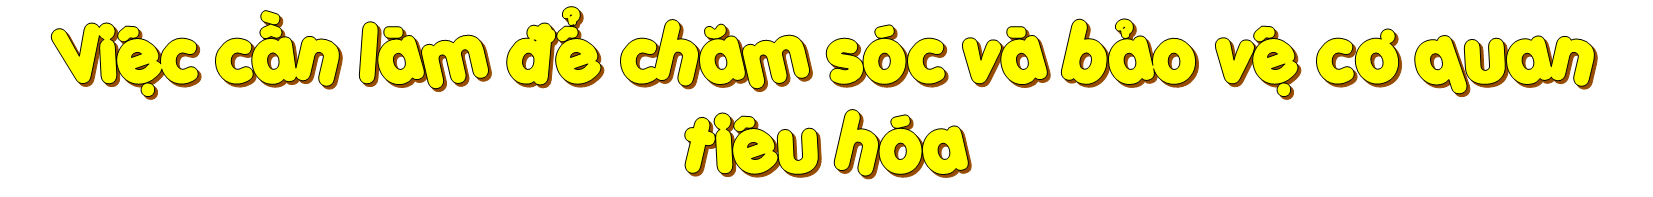 Việc cần làm để chăm sóc và bảo vệ cơ quan
tiêu hóa